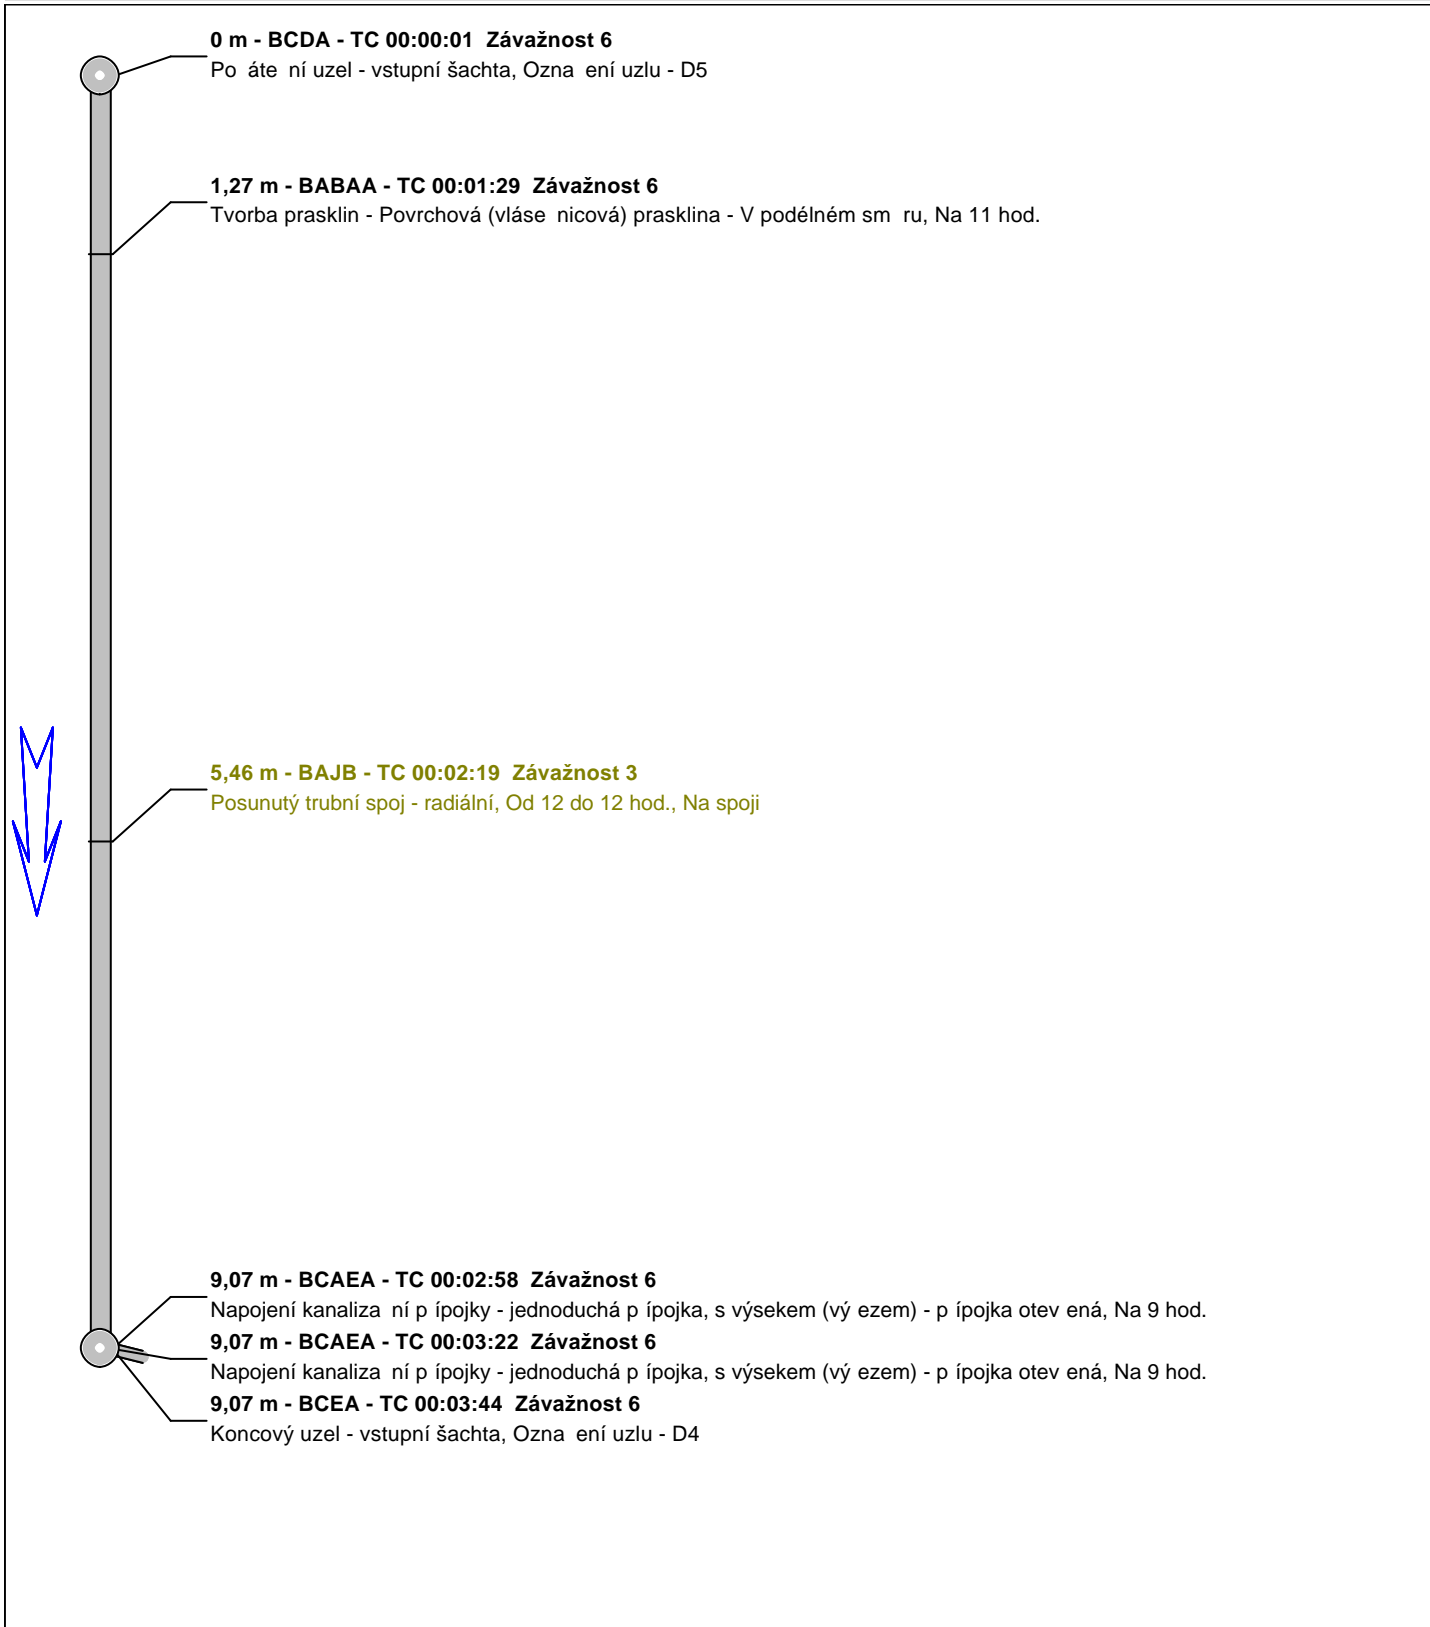 0 m - BCDA - TC 00:00:01 Závažnost 6
Po áte ní uzel - vstupní šachta, Ozna ení uzlu - D5
1,27 m - BABAA - TC 00:01:29 Závažnost 6
Tvorba prasklin - Povrchová (vláse nicová) prasklina - V podélném sm ru, Na 11 hod.
5,46 m - BAJB - TC 00:02:19 Závažnost 3
Posunutý trubní spoj - radiální, Od 12 do 12 hod., Na spoji
9,07 m - BCAEA - TC 00:02:58 Závažnost 6
Napojení kanaliza ní p ípojky - jednoduchá p ípojka, s výsekem (vý ezem) - p ípojka otev ená, Na 9 hod.
9,07 m - BCAEA - TC 00:03:22 Závažnost 6
Napojení kanaliza ní p ípojky - jednoduchá p ípojka, s výsekem (vý ezem) - p ípojka otev ená, Na 9 hod.
9,07 m - BCEA - TC 00:03:44 Závažnost 6
Koncový uzel - vstupní šachta, Ozna ení uzlu - D4